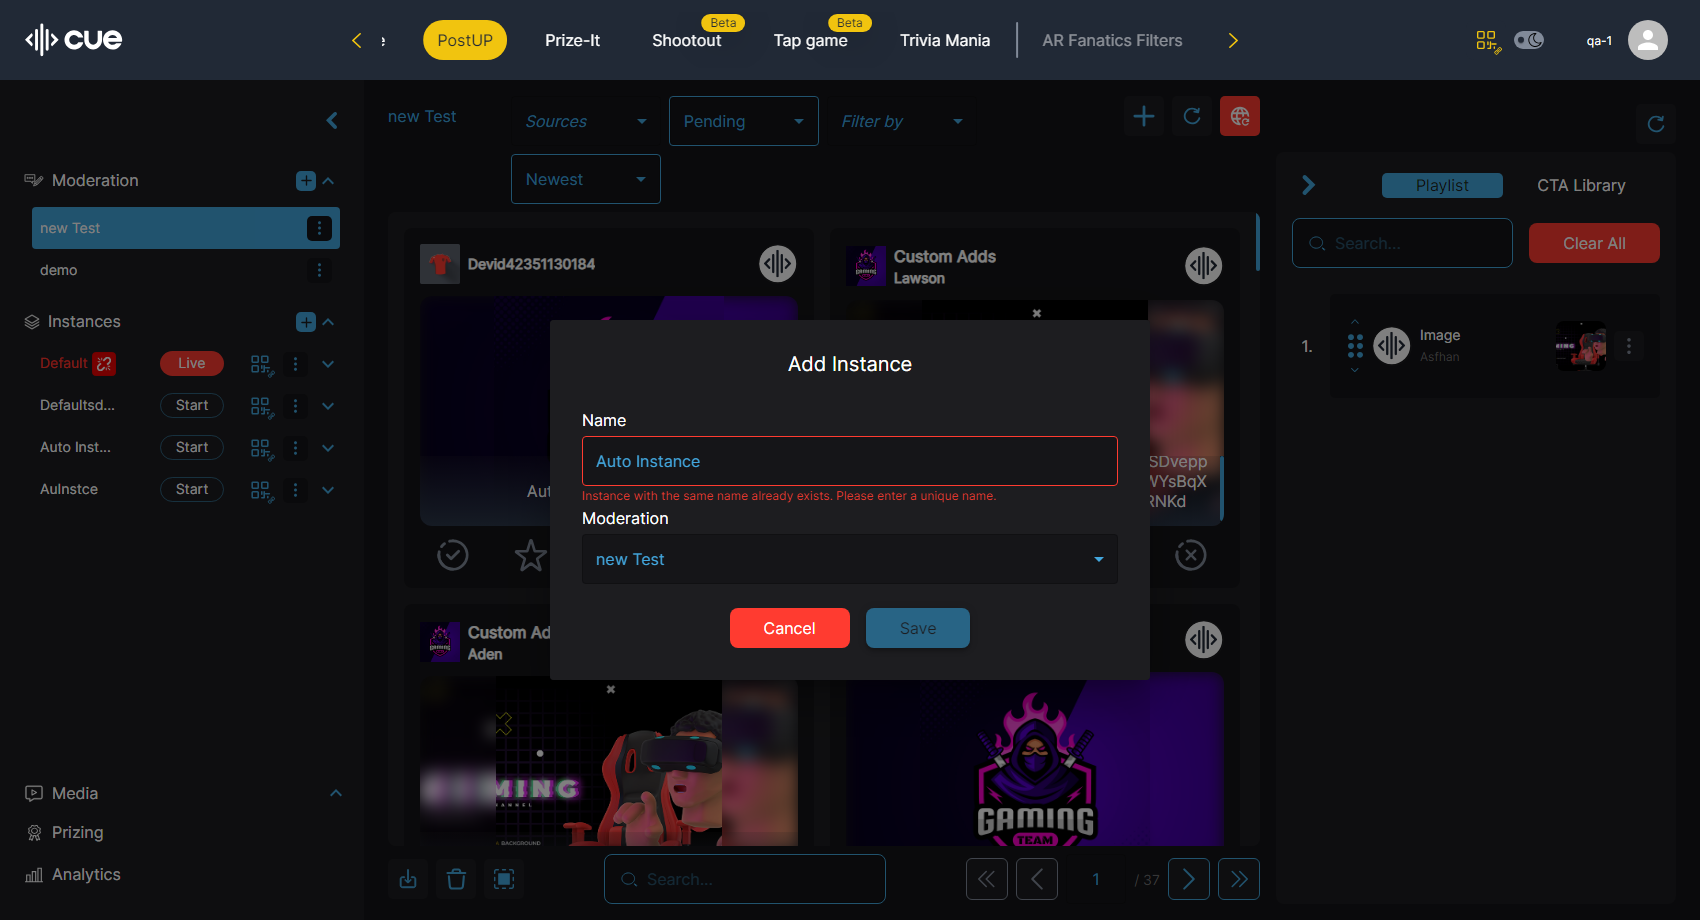 cue
PostUP
Prize-It
Beta
Shootout
Beta
Tap game
Trivia Mania
AR Fanatics Filters
qa-1
Moderation
new Test
demo
Instances
Default
Live
Defaultsd...
Start
Auto Inst...
Start
AuInstce
Start
Media
Prizing
Analytics
new Test
Sources
Pending
Filter by
Newest
Devid42351130184
Custom Adds
Lawson
GAMING
Aut
SDvepp
WYsBqX
RNKd
Add Instance
Name
Auto Instance
Instance with the same name already exists. Please enter a unique name.
Moderation
new Test
Cancel
Save
Custom Ad
Aden
MING
BACKGROUND
GAMING
TEAM
Search...
1
/ 37
Playlist
CTA Library
Search...
Clear All
1.
Image
Asfhan